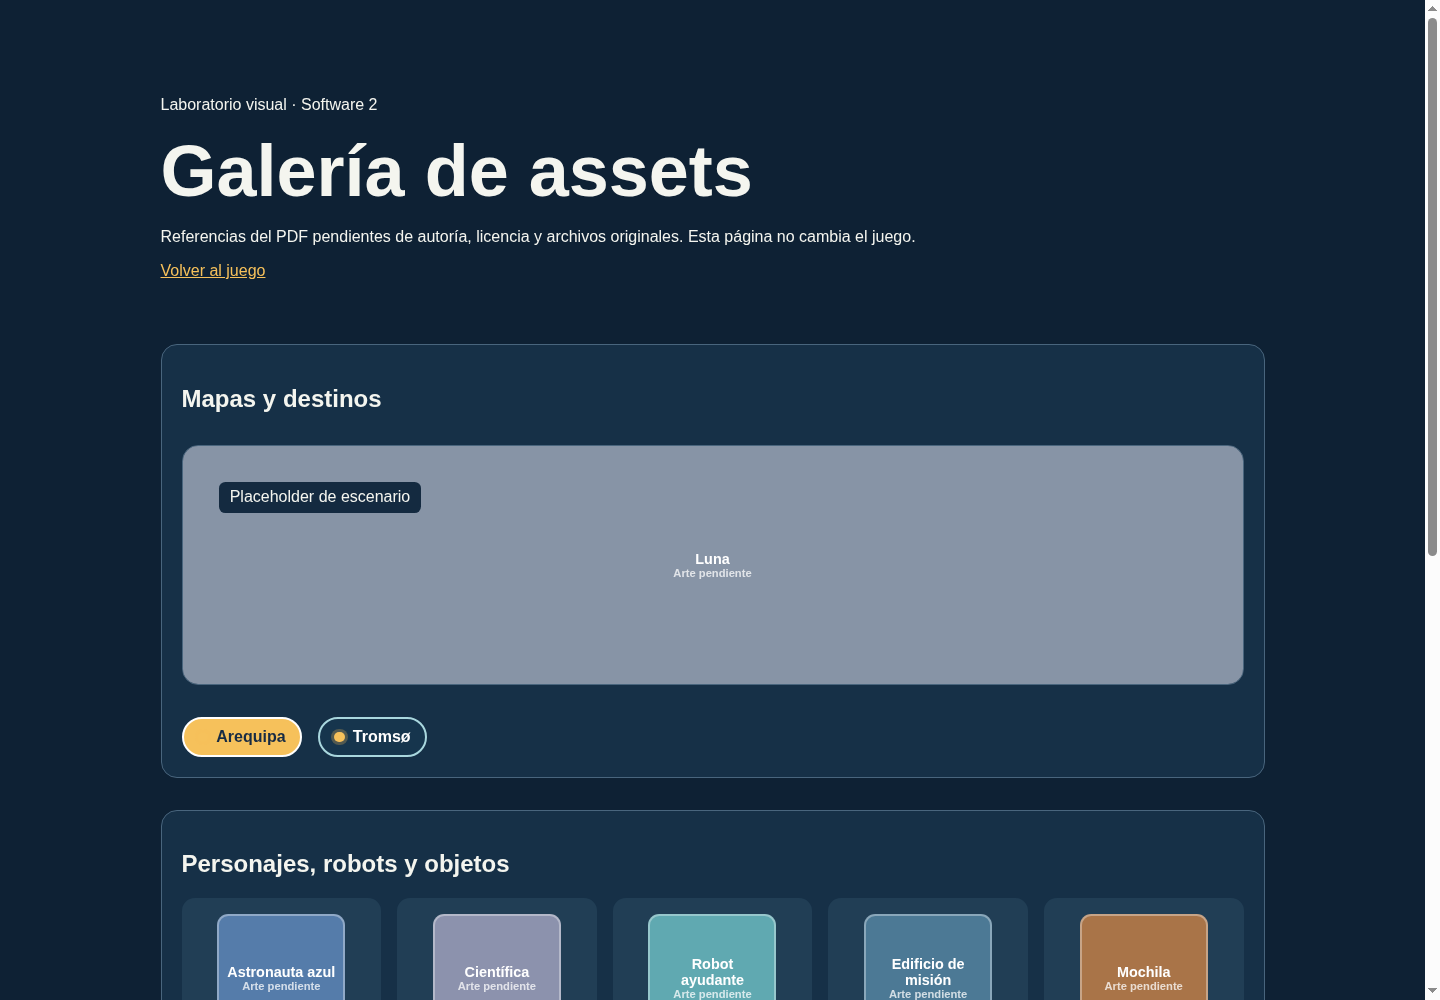 Laboratorio visual · Software 2
Galería de assets
Referencias del PDF pendientes de autoría, licencia y archivos originales. Esta página no cambia el juego.
Volver al juego
Mapas y destinos
Placeholder de escenario
Luna
Arte pendiente
Arequipa
Tromsø
Personajes, robots y objetos
Astronauta azul
Arte pendiente
Científica
Arte pendiente
Robot
ayudante
Arte pendiente
Edificio de
misión
Arte pendiente
Mochila
Arte pendiente